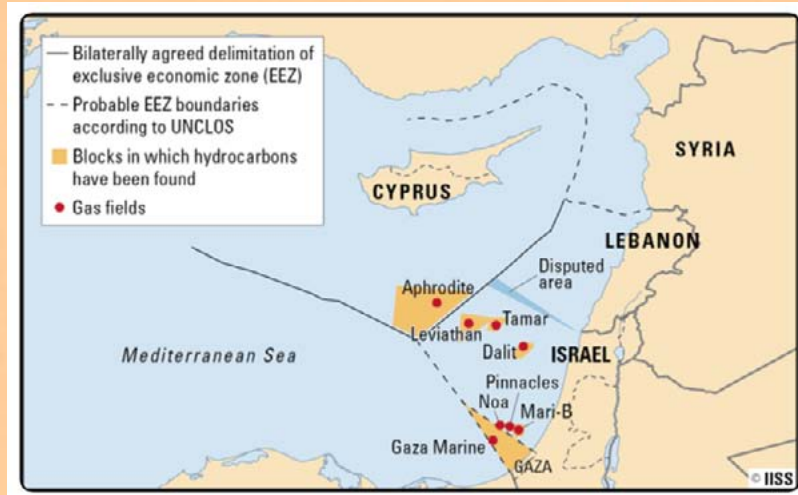 Bilaterally agreed delimitation of
exclusive economic zone (EEZ)
Probable EEZ boundaries
according to UNCLOS
Blocks in which hydrocarbons
have been found
Gas fields
SYRIA
CYPRUS
LEBANON
Aphrodite
Disputed
area
Leviathan
Tamar
Dalit
ISRAEL
Mediterranean Sea
Pinnacles
Noa
Mari-B
Gaza Marine
GAZA
© IISS